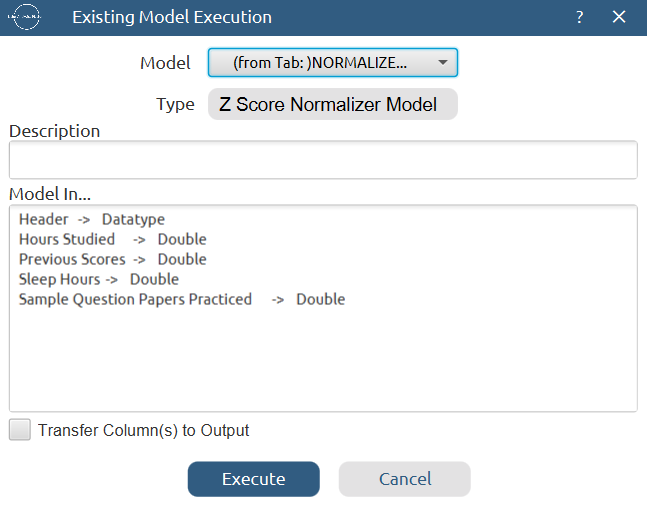 Existing Model Execution ? ×
Model (from Tab: )NORMALIZE...
Type Z Score Normalizer Model
Description
Model In...
Header -> Datatype
Hours Studied -> Double
Previous Scores -> Double
Sleep Hours -> Double
Sample Question Papers Practiced -> Double
Transfer Column(s) to Output
Execute Cancel